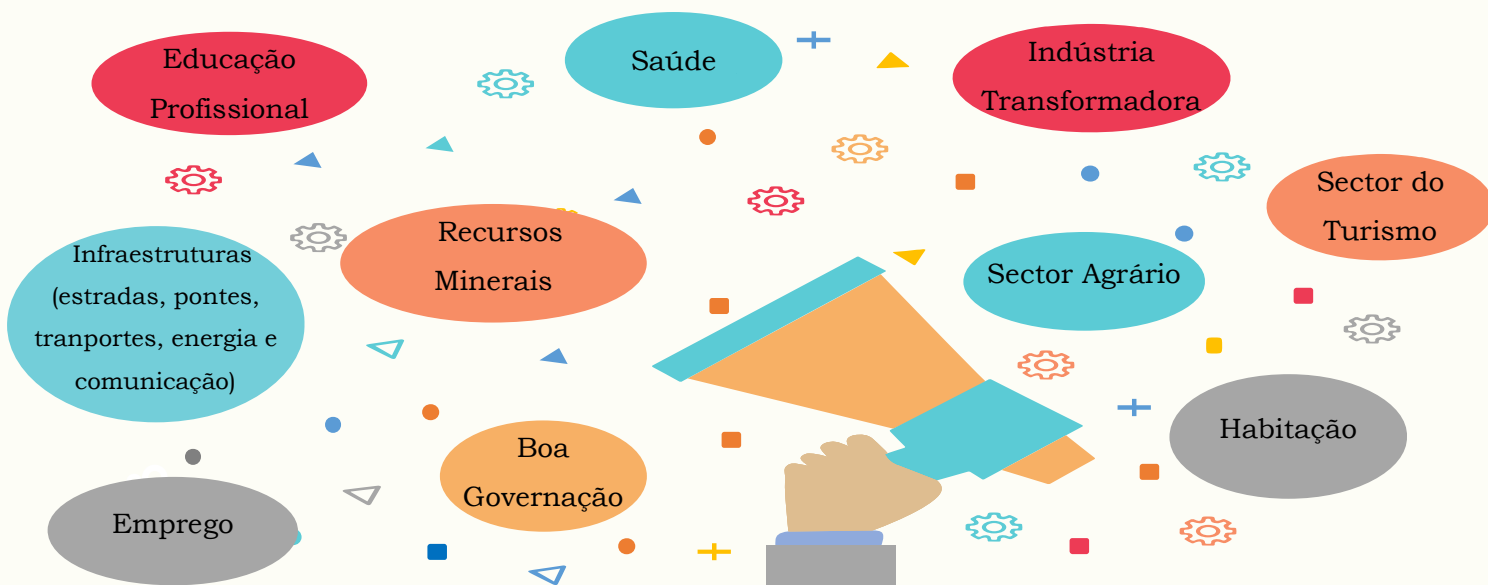 Educação
Profissional
Saúde
Indústria
Transformadora
Sector do
Turismo
Infraestruturas
(estradas, pontes,
tranportes, energia e
comunicação)
Recursos
Minerais
Sector Agrário
Habitação
Boa
Governação
Emprego